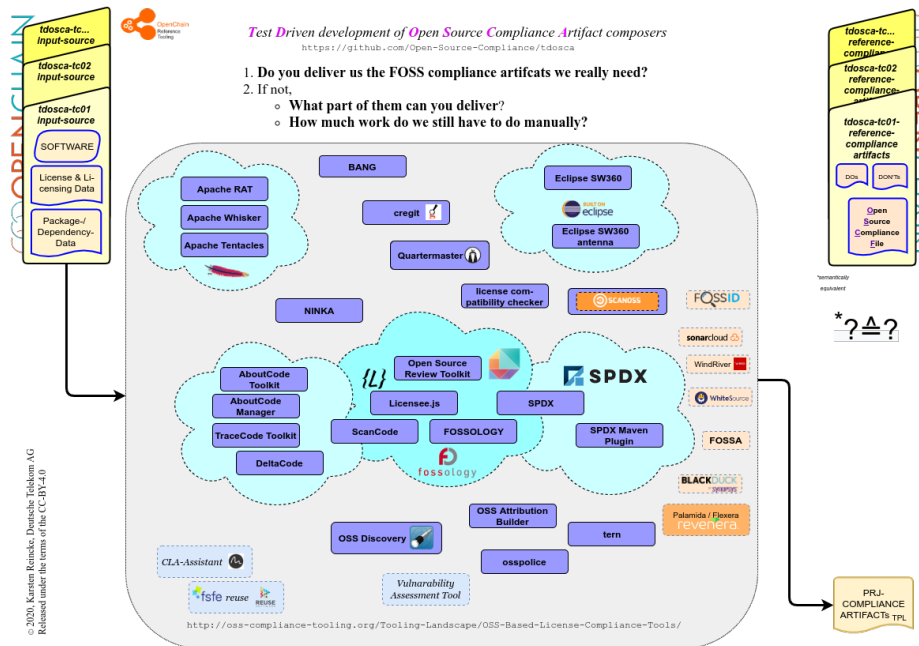 OPENCHAIN
tdosca-tc...
input-source
tdosca-tc02
input-source
tdosca-tc01
input-source
SOFTWARE
License & Li-
censing Data
Package-/
Dependency-
Data
OpenChain
Reference
Tooling
Test Driven development of Open Source Compliance Artifact composers
https://github.com/Open-Source-Compliance/tdosca
1. Do you deliver us the FOSS compliance artifcats we really need?
2. If not,
What part of them can you deliver?
How much work do we still have to do manually?
tdosca-tc...
reference-
complian...
tdosca-tc02
reference-
compliance-
tdosca-tc01-
reference-
compliance
artifacts
DOs
DON'Ts
Open
Source
Compliance
File
*semantically
equivalent
*?≙?
Apache RAT
Apache Whisker
Apache Tentacles
BANG
cregit
Quartermaster
Eclipse SW360
BUILT ON
eclipse
Eclipse SW360
antenna
license com-
patibility checker
SCANOSS
NINKA
FOSSID
sonarcloud
WindRiver
WhiteSource
FOSSA
BLACKDUCK
Palamida / Flexera
revenera.
AboutCode
Toolkit
AboutCode
Manager
TraceCode Toolkit
DeltaCode
{L}
Open Source
Review Toolkit
Licensee.js
ScanCode
FOSSOLOGY
fossology
SPDX
SPDX
SPDX Maven
Plugin
OSS Discovery
OSS Attribution
Builder
tern
osspolice
CLA-Assistant
fsfe reuse
REUSE
Vulnarability
Assessment Tool
http://oss-compliance-tooling.org/Tooling-Landscape/OSS-Based-License-Compliance-Tools/
PRJ-
COMPLIANCE
ARTIFACTs TPL
© 2020, Karsten Reincke, Deutsche Telekom AG
Released under the terms of the CC-BY-4.0